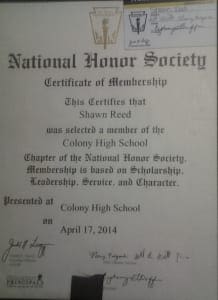 National Honor Society
Certificate of Membership
This Certifies that
Shawn Reed
was selected a member of the
Colony High School
Chapter of the National Honor Society.
Membership is based on Scholarship,
Leadership, Service, and Character.
Presented at
Colony High School
on
April 17, 2014